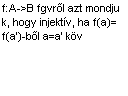 f:A->B fgvről azt mondju
k, hogy injektív, ha f(a)=
f(a')-ből a=a' köv